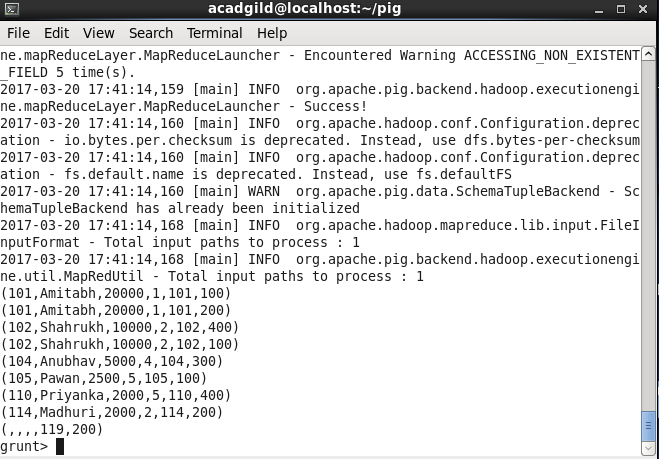 acadgild@localhost:~/pig
File Edit View Search Terminal Help
ne.mapReduceLayer.MapReduceLauncher - Encountered Warning ACCESSING_NON_EXISTENT
_FIELD 5 time(s).
2017-03-20 17:41:14,159 [main] INFO  org.apache.pig.backend.hadoop.executionengi
ne.mapReduceLayer.MapReduceLauncher - Success!
2017-03-20 17:41:14,160 [main] INFO  org.apache.hadoop.conf.Configuration.deprec
ation - io.bytes.per.checksum is deprecated. Instead, use dfs.bytes-per-checksum
2017-03-20 17:41:14,160 [main] INFO  org.apache.hadoop.conf.Configuration.deprec
ation - fs.default.name is deprecated. Instead, use fs.defaultFS
2017-03-20 17:41:14,160 [main] WARN  org.apache.pig.data.SchemaTupleBackend - Sc
hemaTupleBackend has already been initialized
2017-03-20 17:41:14,168 [main] INFO  org.apache.hadoop.mapreduce.lib.input.FileI
nputFormat - Total input paths to process : 1
2017-03-20 17:41:14,168 [main] INFO  org.apache.pig.backend.hadoop.executionengi
ne.util.MapRedUtil - Total input paths to process : 1
(101,Amitabh,20000,1,101,100)
(101,Amitabh,20000,1,101,200)
(102,Shahrukh,10000,2,102,400)
(102,Shahrukh,10000,2,102,100)
(104,Anubhav,5000,4,104,300)
(105,Pawan,2500,5,105,100)
(110,Priyanka,2000,5,110,400)
(114,Madhuri,2000,2,114,200)
(,,,,119,200)
grunt>